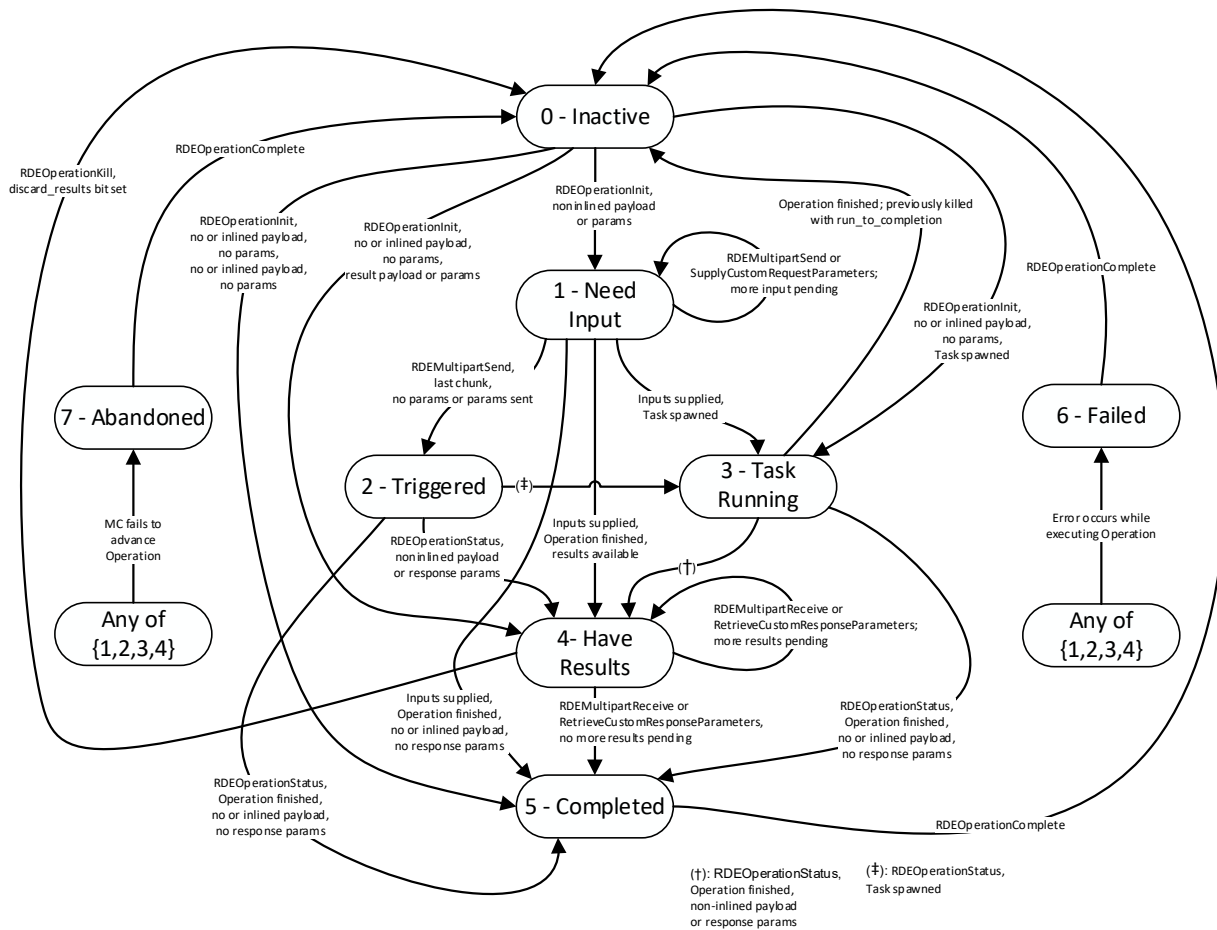 0 - Inactive
RDEOperationKill,
discard_results bit set
RDEOperationComplete
RDEOperationInit,
no or inlined payload,
no params,
no or inlined payload,
no params
RDEOperationInit,
no or inlined payload,
no params,
result payload or params
RDEOperationInit,
noninlined payload
or params
Operation finished; previously killed
with run_to_completion
RDEMultipartSend or
SupplyCustomRequestParameters;
more input pending
RDEOperationComplete
1 - Need
Input
RDEOperationInit,
no or inlined payload,
no params,
Task spawned
RDEMultipartSend,
last chunk,
no params or params sent
Inputs supplied,
Task spawned
7 - Abandoned
6 - Failed
2 - Triggered
(‡)
3 - Task
Running
MC fails to
advance
Operation
RDEOperationStatus,
noninlined payload
or response params
Inputs supplied,
Operation finished,
results available
(†)
Error occurs while
executing Operation
Any of
{1,2,3,4}
4- Have
Results
RDEMultipartReceive or
RetrieveCustomResponseParameters;
more results pending
Any of
{1,2,3,4}
Inputs supplied,
Operation finished,
no or inlined payload,
no response params
RDEMultipartReceive or
RetrieveCustomResponseParameters,
no more results pending
RDEOperationStatus,
Operation finished,
no or inlined payload,
no response params
RDEOperationStatus,
Operation finished,
no or inlined payload,
no response params
5 - Completed
RDEOperationComplete
(†): RDEOperationStatus,
Operation finished,
non-inlined payload
or response params
(‡): RDEOperationStatus,
Task spawned